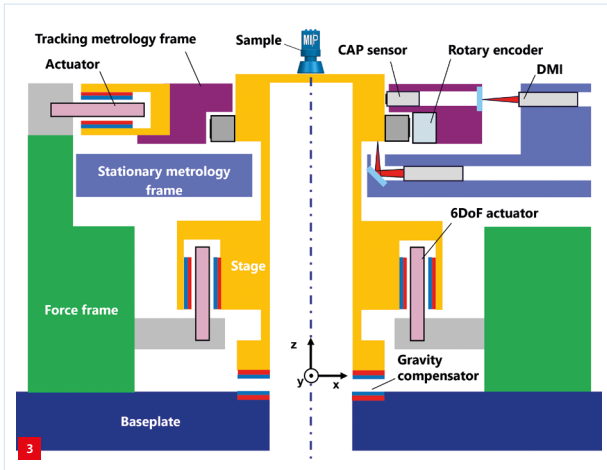 Tracking metrology frame
Actuator
Sample
MIP
CAP sensor
Rotary encoder
DMI
Stationary metrology
frame
6DoF actuator
Stage
Force frame
z
y
x
Gravity
compensator
Baseplate
3